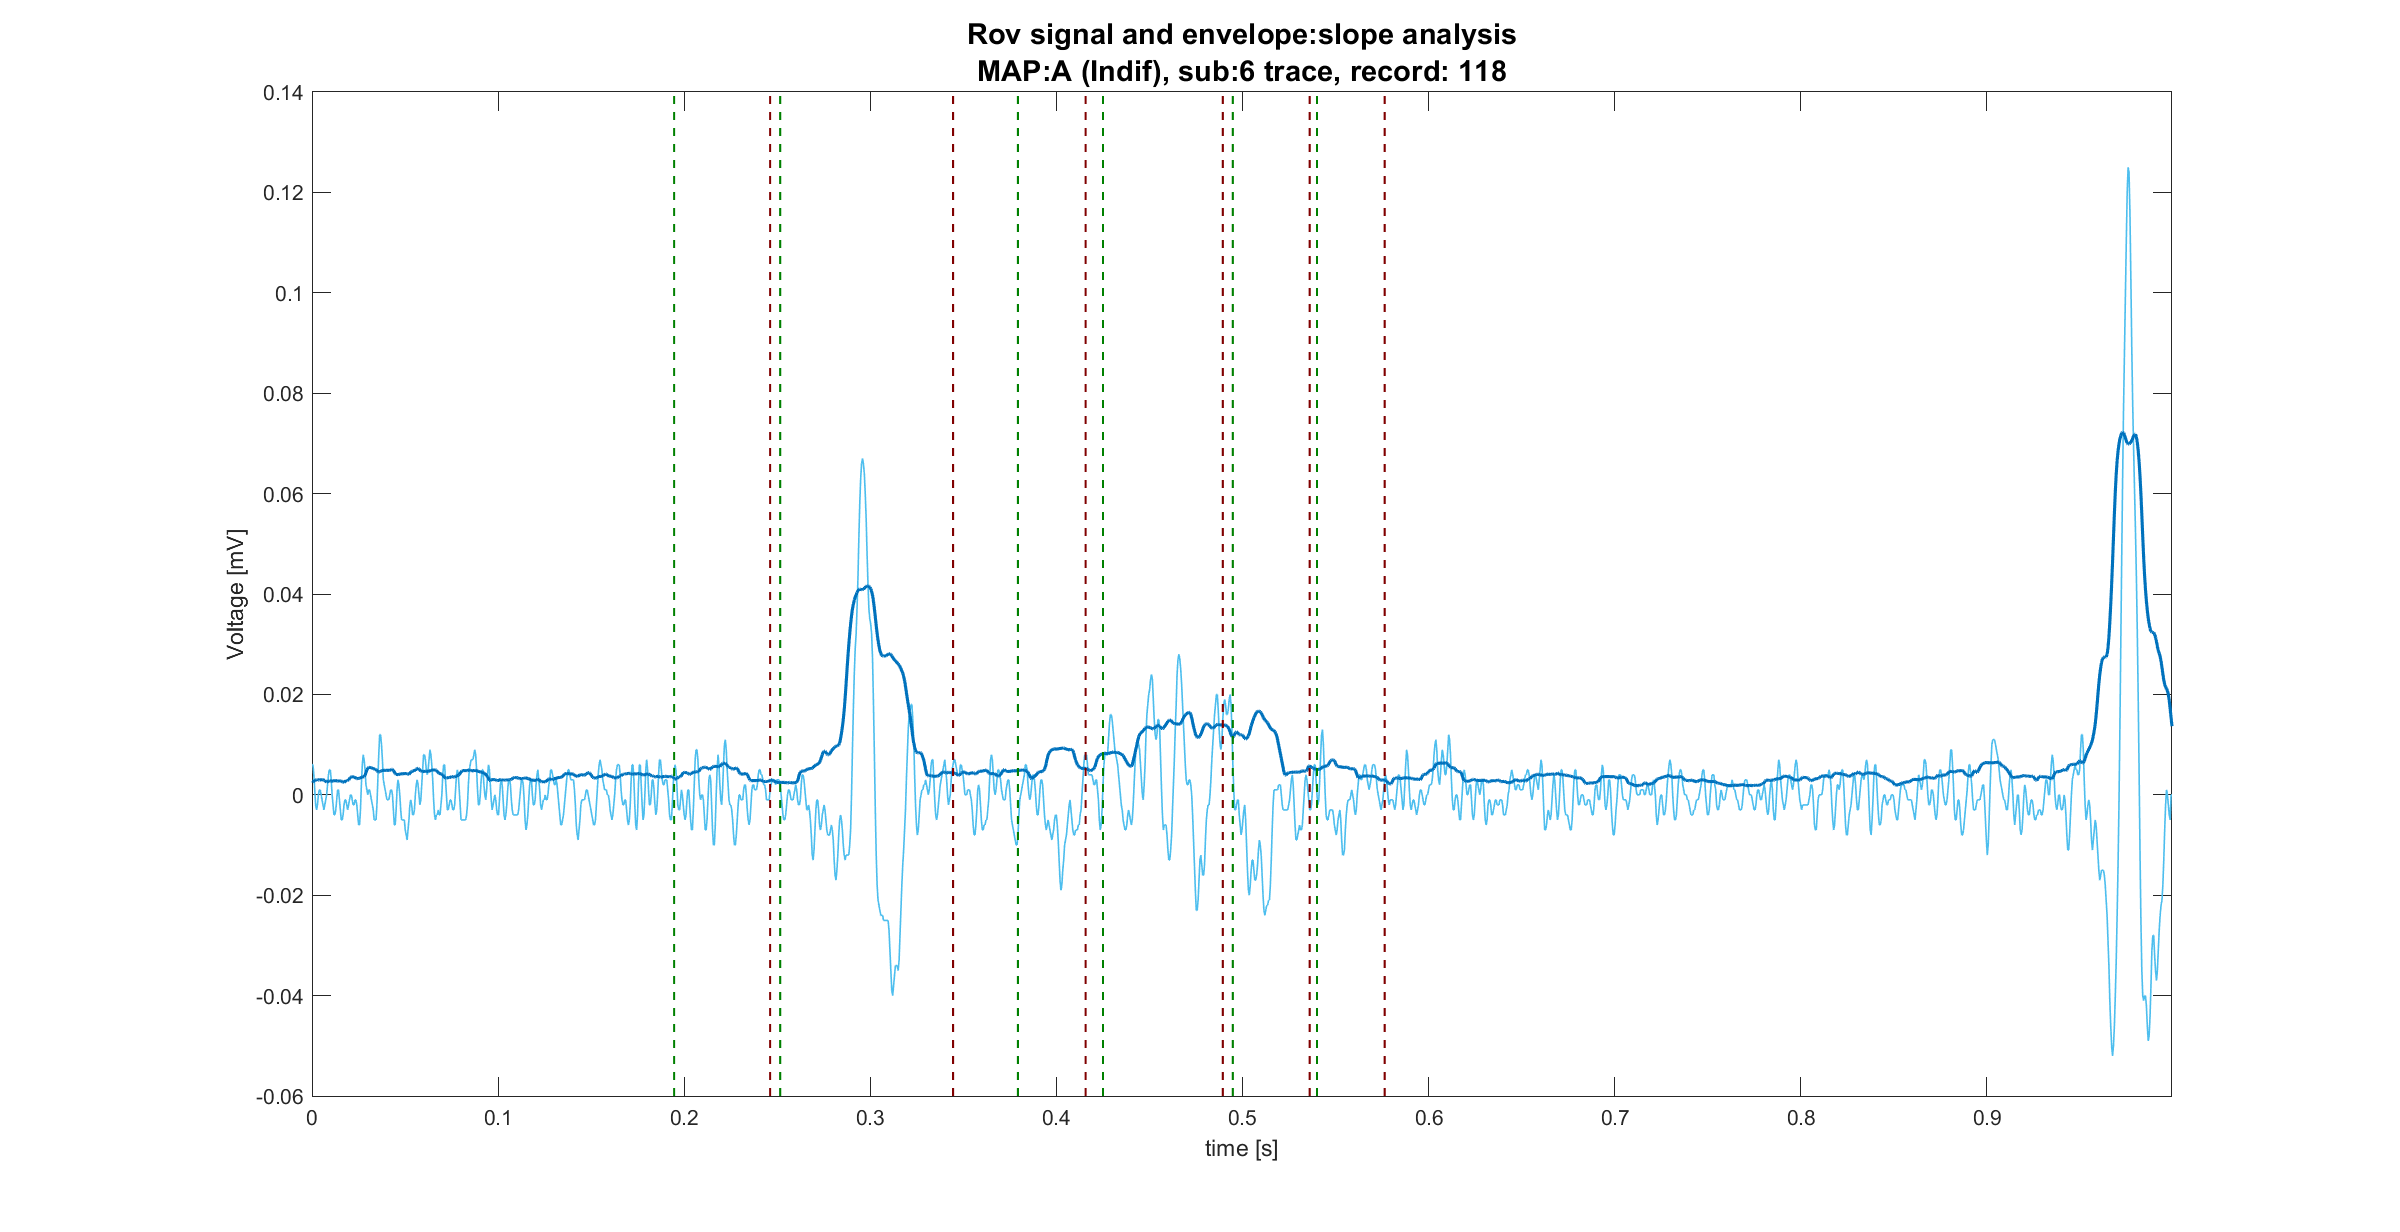 Rov signal and envelope:slope analysis
MAP:A (Indif), sub:6 trace, record: 118
0.14
0.12
0.1
0.08
0.06
0.04
0.02
0
-0.02
-0.04
-0.06
Voltage [mV]
0 0.1 0.2 0.3 0.4 0.5 0.6 0.7 0.8 0.9
time [s]